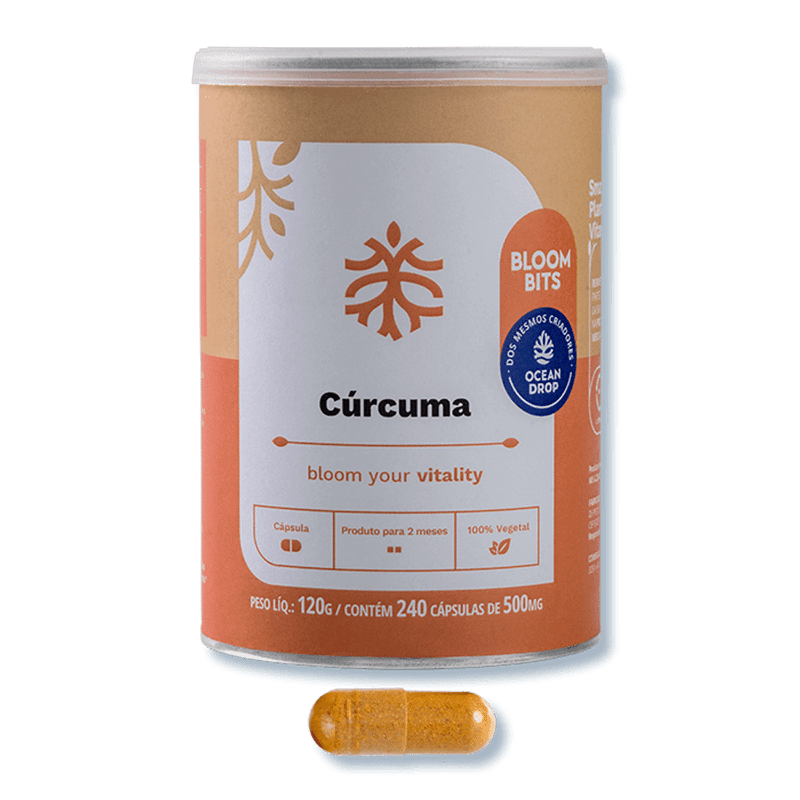 BLOOM
BITS
DOS MESMOS CRIADORES
OCEAN
DROP
Cúrcuma
bloom your vitality
Cápsula
Produto para 2 meses
100% Vegetal
PESO LÍQ.: 120G / CONTÉM 240 CÁPSULAS DE 500MG